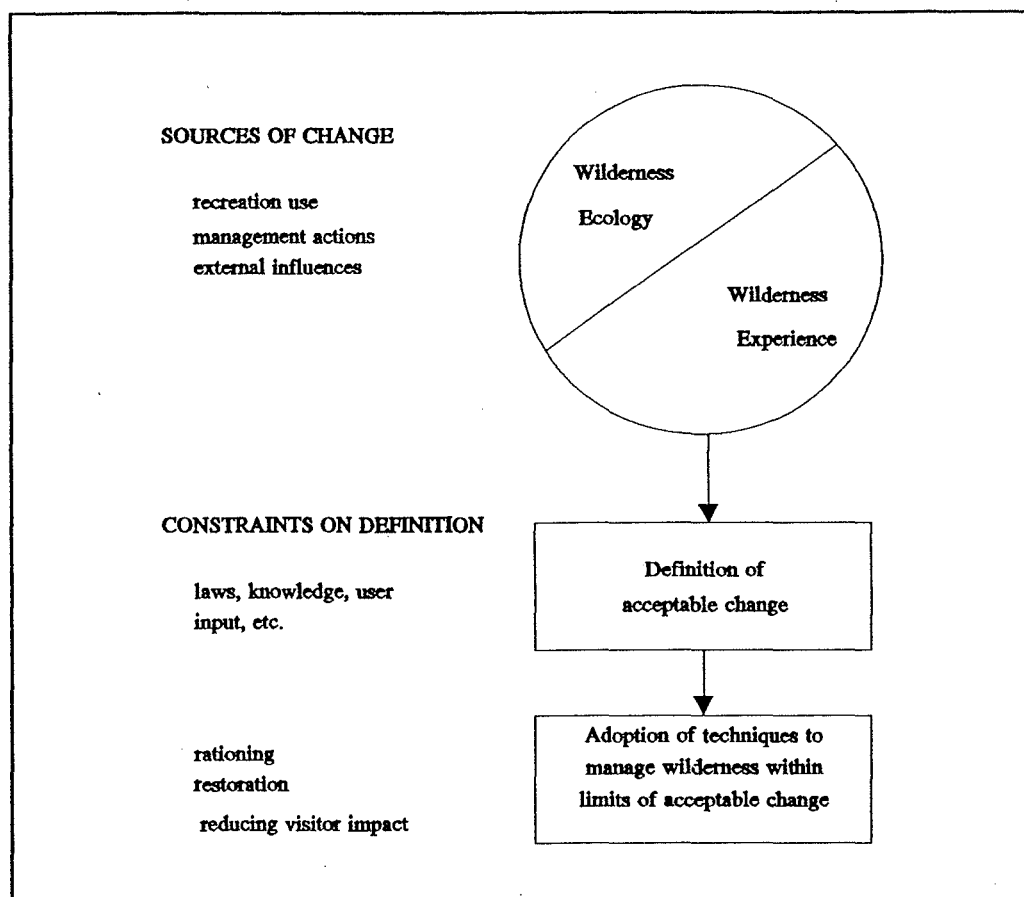 SOURCES OF CHANGE
recreation use
management actions
external influences
Wilderness
Ecology
Wilderness
Experience
CONSTRAINTS ON DEFINITION
laws, knowledge, user
input, etc.
Definition of
acceptable change
rationing
restoration
reducing visitor impact
Adoption of techniques to
manage wilderness within
limits of acceptable change